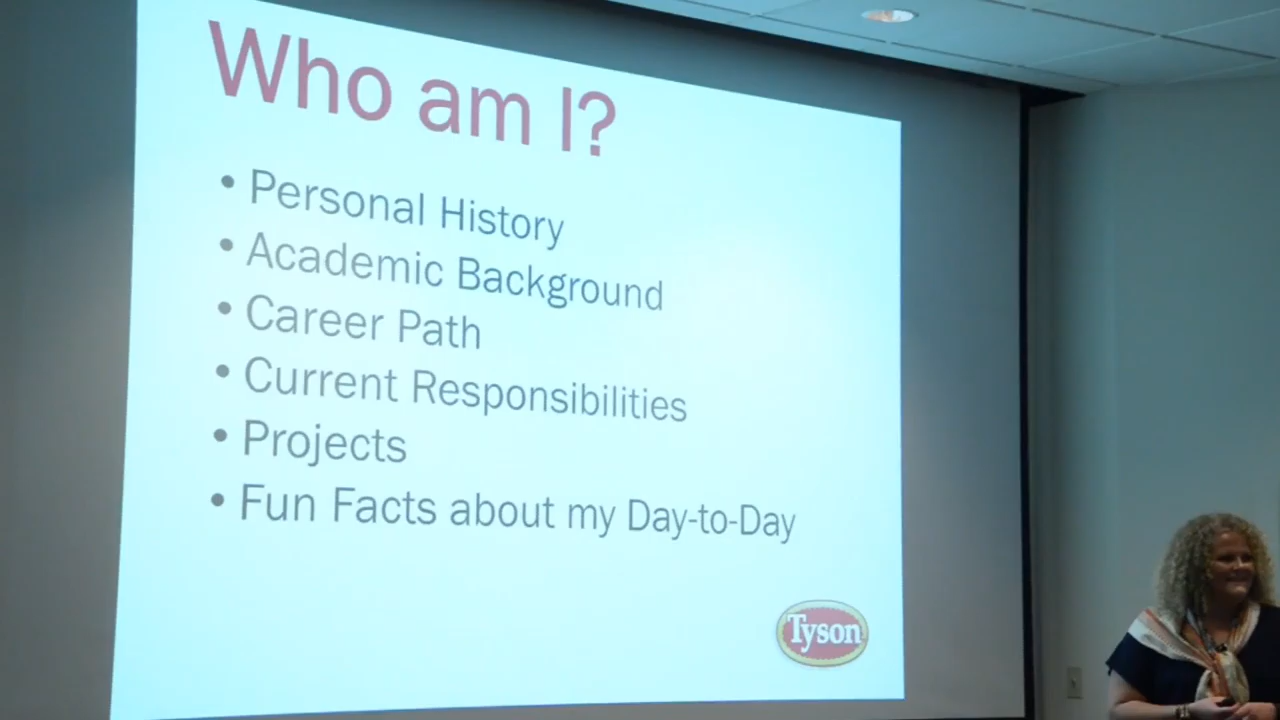 Who am I?
• Personal History
• Academic Background
• Career Path
• Current Responsibilities
• Projects
• Fun Facts about my Day-to-Day
Tyson